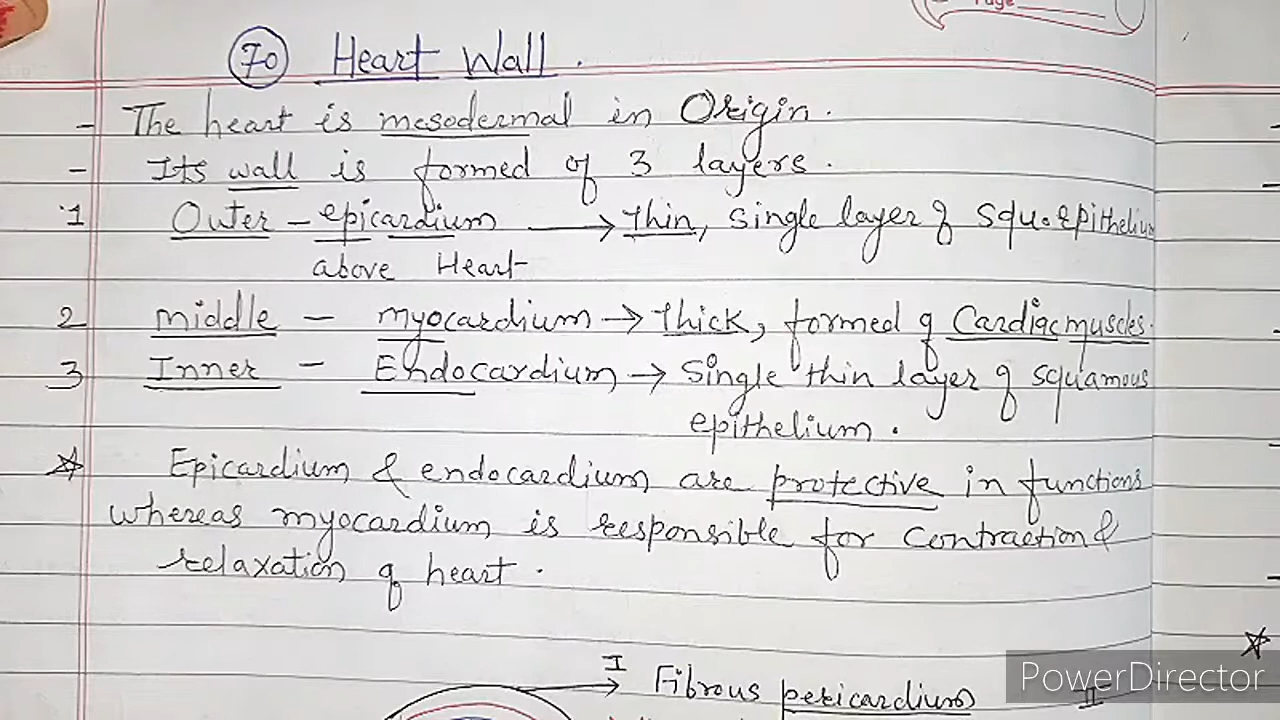 Page
70 Heart Wall.
- The heart is mesodermal in Origin.
- Its wall is formed of 3 layers.
1 Outer - epicardium → thin, Single layer of squ. epithelium
above Heart
2 middle - myocardium → thick, formed of Cardiac muscles.
3 Inner - Endocardium → Single thin layer of squamous
epithelium.
☆ Epicardium & endocardium are protective in functions
whereas myocardium is responsible for Contraction &
relaxation of heart.
I → Fibrous pericardium II
PowerDirector